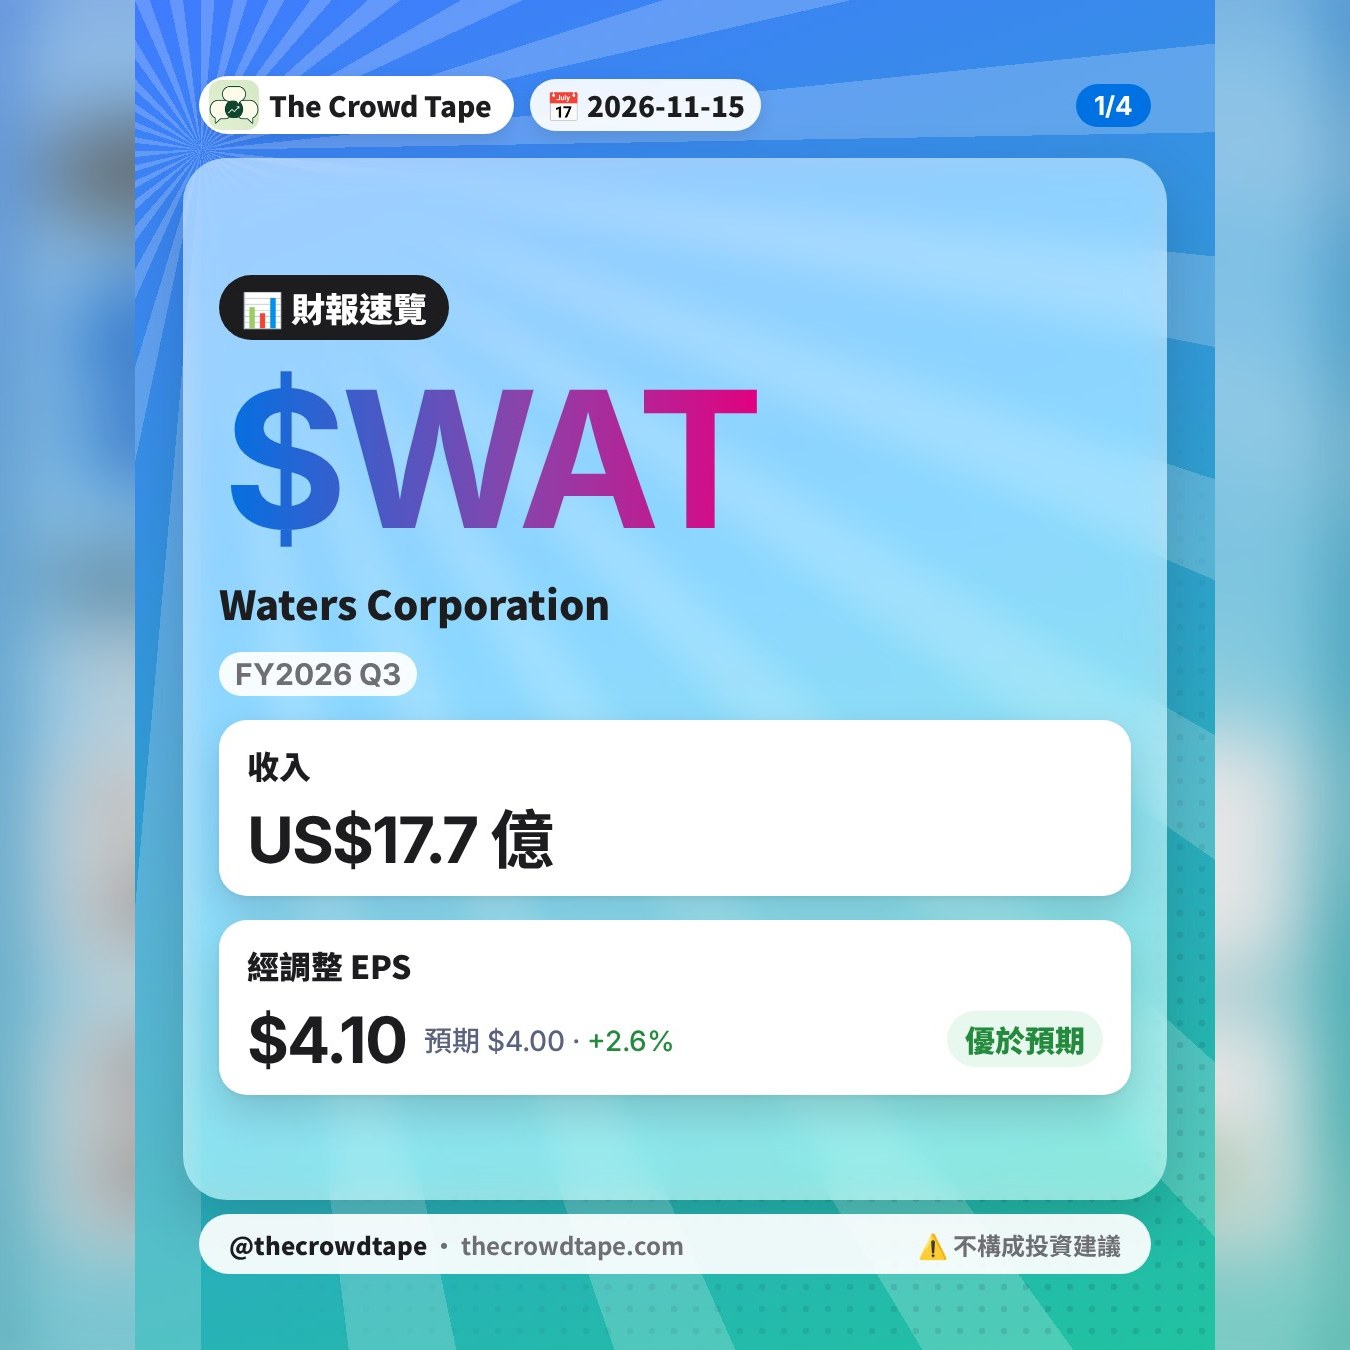 The Crowd Tape
2026-11-15
1/4
財報速覽
$WAT
Waters Corporation
FY2026 Q3
收入
US$17.7 億
經調整 EPS
$4.10 預期 $4.00 · +2.6% 優於預期
@thecrowdtape • thecrowdtape.com
不構成投資建議